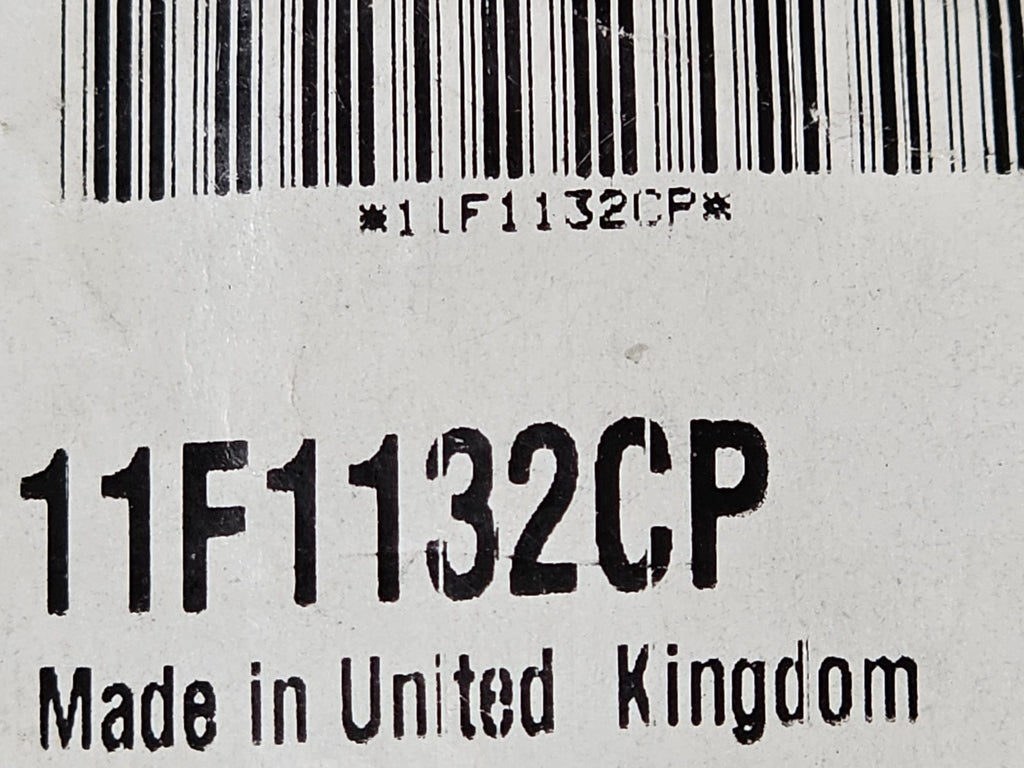 *11F1132CP*
11F1132CP
Made in United Kingdom